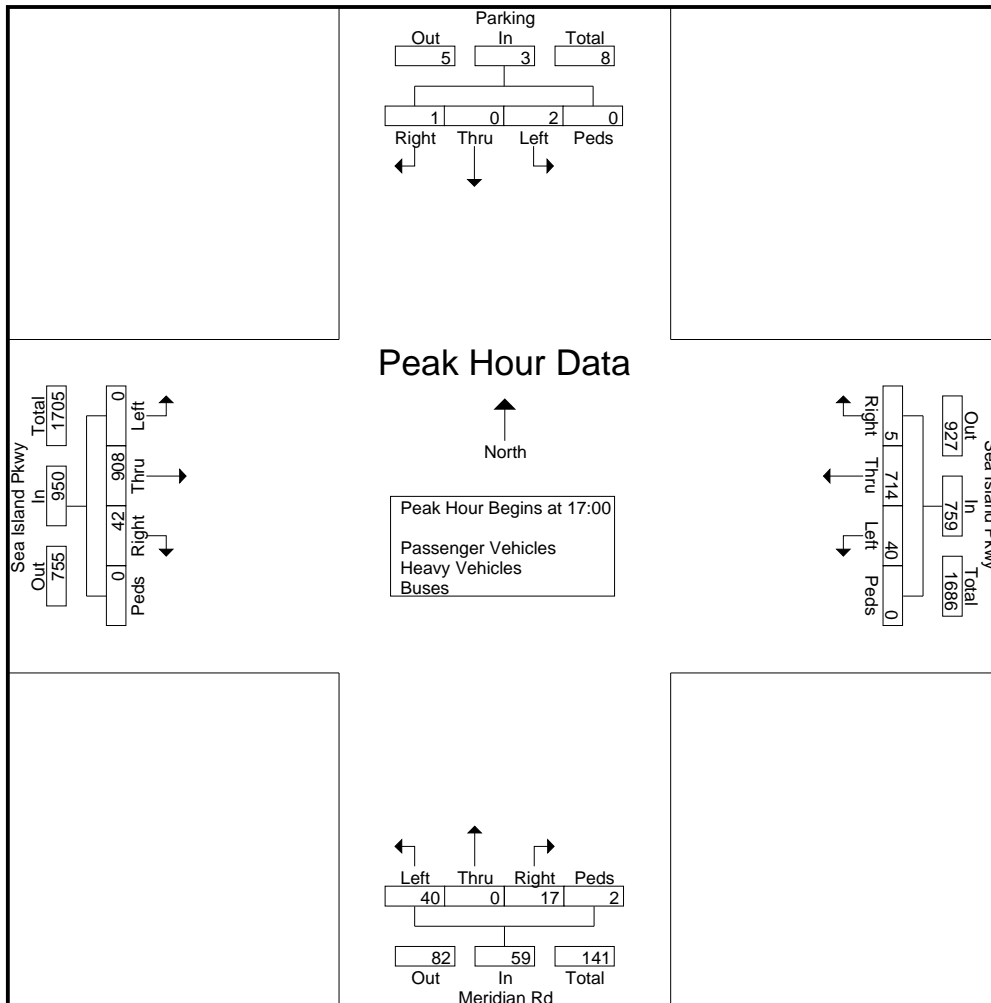 Parking
Out In Total
5 3 8
1 0 2 0
Right Thru Left Peds
Peak Hour Data
North
Peak Hour Begins at 17:00
Passenger Vehicles
Heavy Vehicles
Buses
Sea Island Pkwy
Out In Total
755 950 1705
0 42 908 0
Peds Right Thru Left
Sea Island Pkwy
Out In Total
927 759 1686
5 714 40 0
Right Thru Left Peds
Left Thru Right Peds
40 0 17 2
82 59 141
Out In Total
Meridian Rd